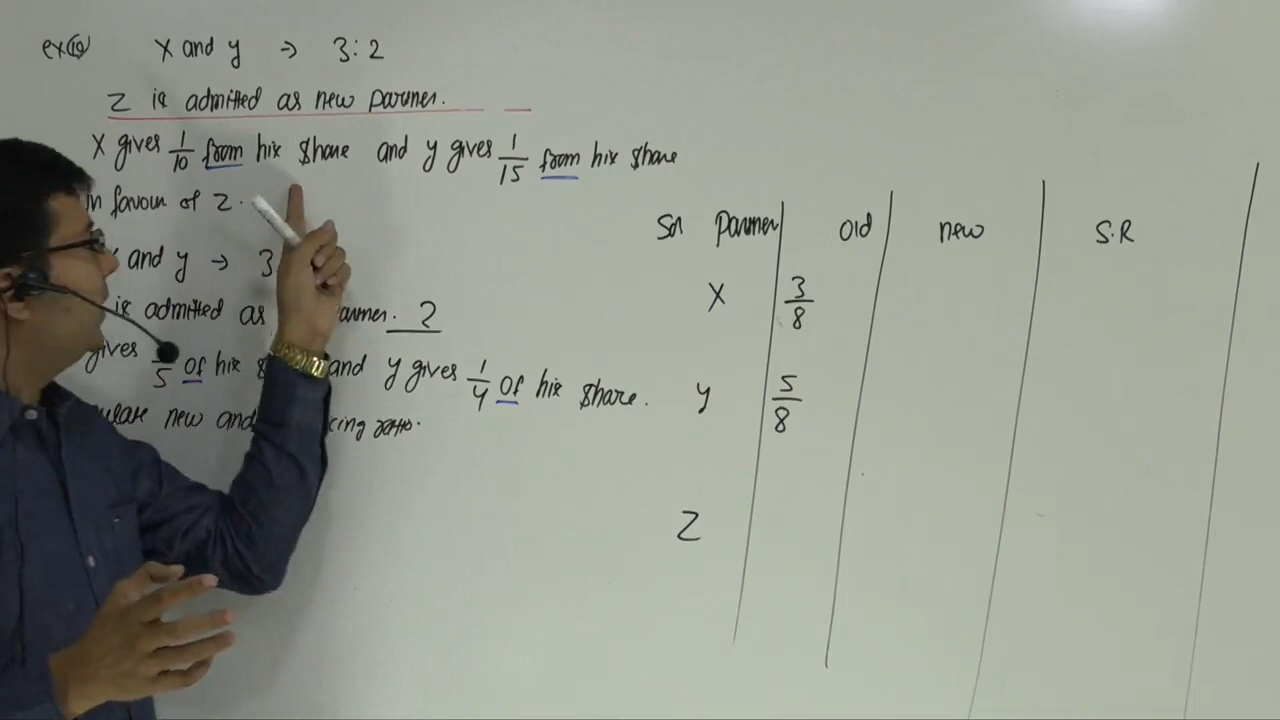 ex(10) X and y → 3:2
Z is admitted as new Partner.
X gives 1/10 from his share and y gives 1/15 from his share
in favour of Z.
and y → 3
is admitted as Partner. 2
gives /5 of his and y gives 1/4 of his share.
new and
Sol Partner Old new S.R
X 3/8
y 5/8
Z